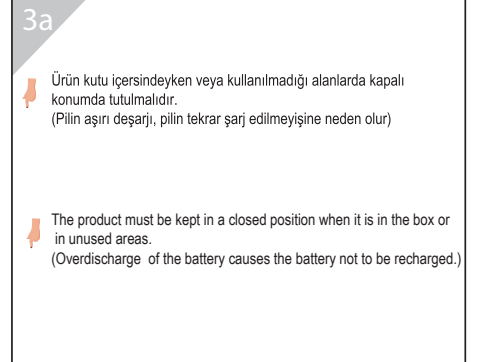 3a
Ürün kutu içersindeyken veya kullanılmadığı alanlarda kapalı
konumda tutulmalıdır.
(Pilin aşırı deşarjı, pilin tekrar şarj edilmeyişine neden olur)
The product must be kept in a closed position when it is in the box or
in unused areas.
(Overdischarge of the battery causes the battery not to be recharged.)